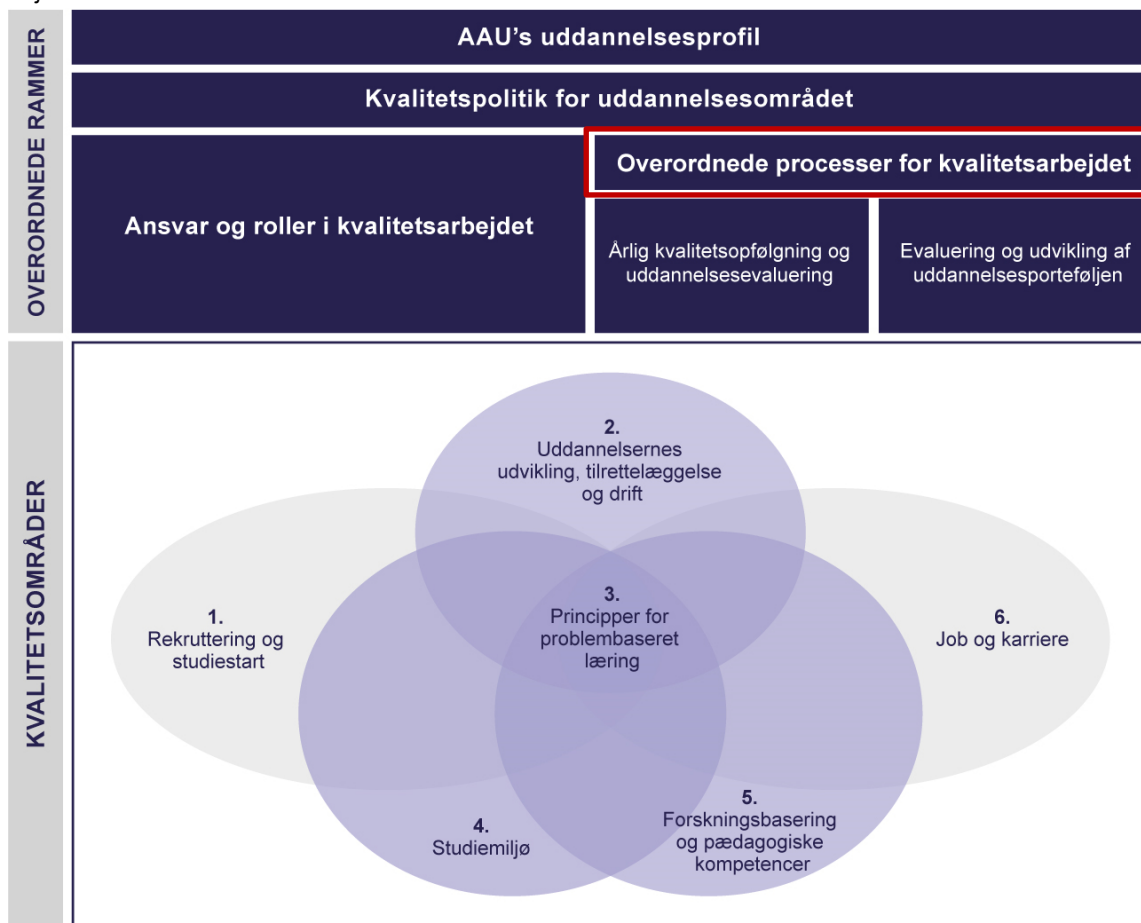 OVERORDNEDE RAMMER
AAU's uddannelsesprofil
Kvalitetspolitik for uddannelsesområdet
Ansvar og roller i kvalitetsarbejdet
Overordnede processer for kvalitetsarbejdet
Årlig kvalitetsopfølgning og
uddannelsesevaluering
Evaluering og udvikling af
uddannelsesporteføljen
KVALITETSOMRÅDER
1.
Rekruttering og
studiestart
2.
Uddannelsernes
udvikling, tilrettelæggelse
og drift
3.
Principper for
problembaseret
læring
4.
Studiemiljø
5.
Forskningsbasering
og pædagogiske
kompetencer
6.
Job og karriere